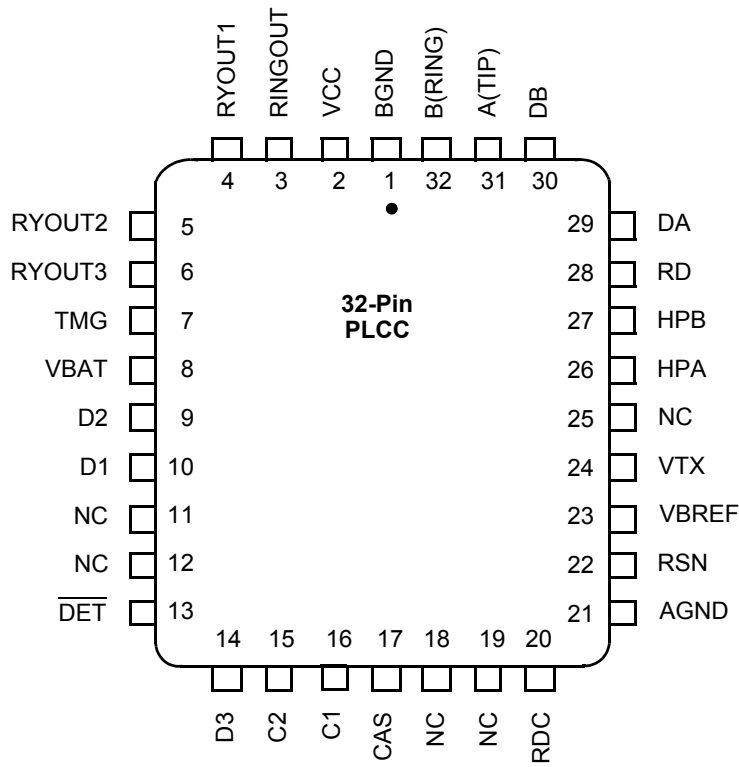 RYOUT1
RINGOUT
VCC
BGND
B(RING)
A(TIP)
DB
4 3 2 1 32 31 30
RYOUT2 5
RYOUT3 6
TMG 7
VBAT 8
D2 9
D1 10
NC 11
NC 12
DET 13
32-Pin
PLCC
29 DA
28 RD
27 HPB
26 HPA
25 NC
24 VTX
23 VBREF
22 RSN
21 AGND
14 15 16 17 18 19 20
D3
C2
C1
CAS
NC
NC
RDC